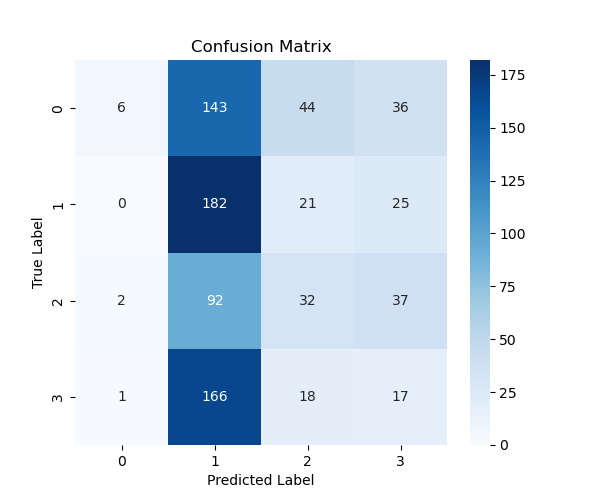 Confusion Matrix
True Label
0 6 143 44 36
1 0 182 21 25
2 2 92 32 37
3 1 166 18 17
0 1 2 3
Predicted Label
175
150
125
100
75
50
25
0